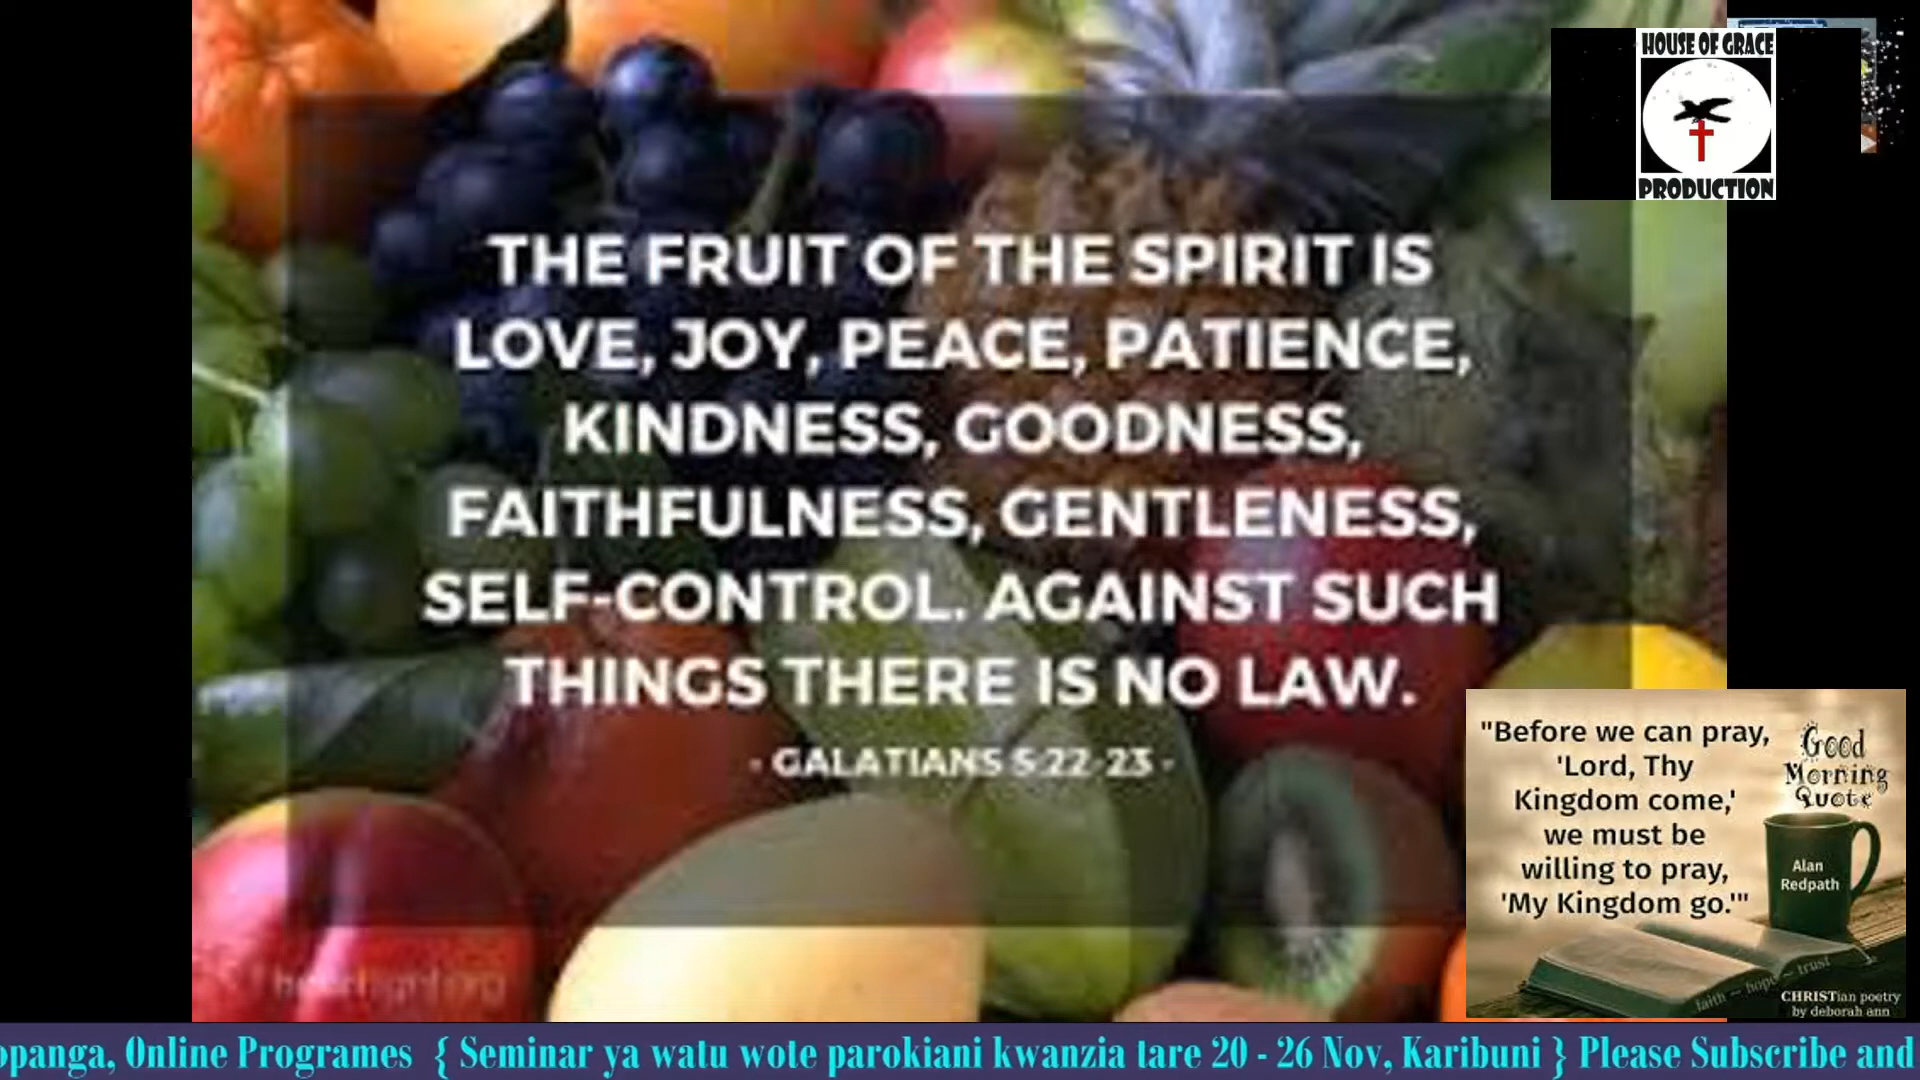 HOUSE OF GRACE
PRODUCTION
THE FRUIT OF THE SPIRIT IS
LOVE, JOY, PEACE, PATIENCE,
KINDNESS, GOODNESS,
FAITHFULNESS, GENTLENESS,
SELF-CONTROL. AGAINST SUCH
THINGS THERE IS NO LAW.
- GALATIANS 5:22-23 -
"Before we can pray,
'Lord, Thy
Kingdom come,'
we must be
willing to pray,
'My Kingdom go.'"
Good
Morning
Quote
Alan
Redpath
faith ~ hope ~ trust
CHRISTian poetry
by deborah ann
opanga, Online Programes { Seminar ya watu wote parokiani kwanzia tare 20 - 26 Nov, Karibuni } Please Subscribe and